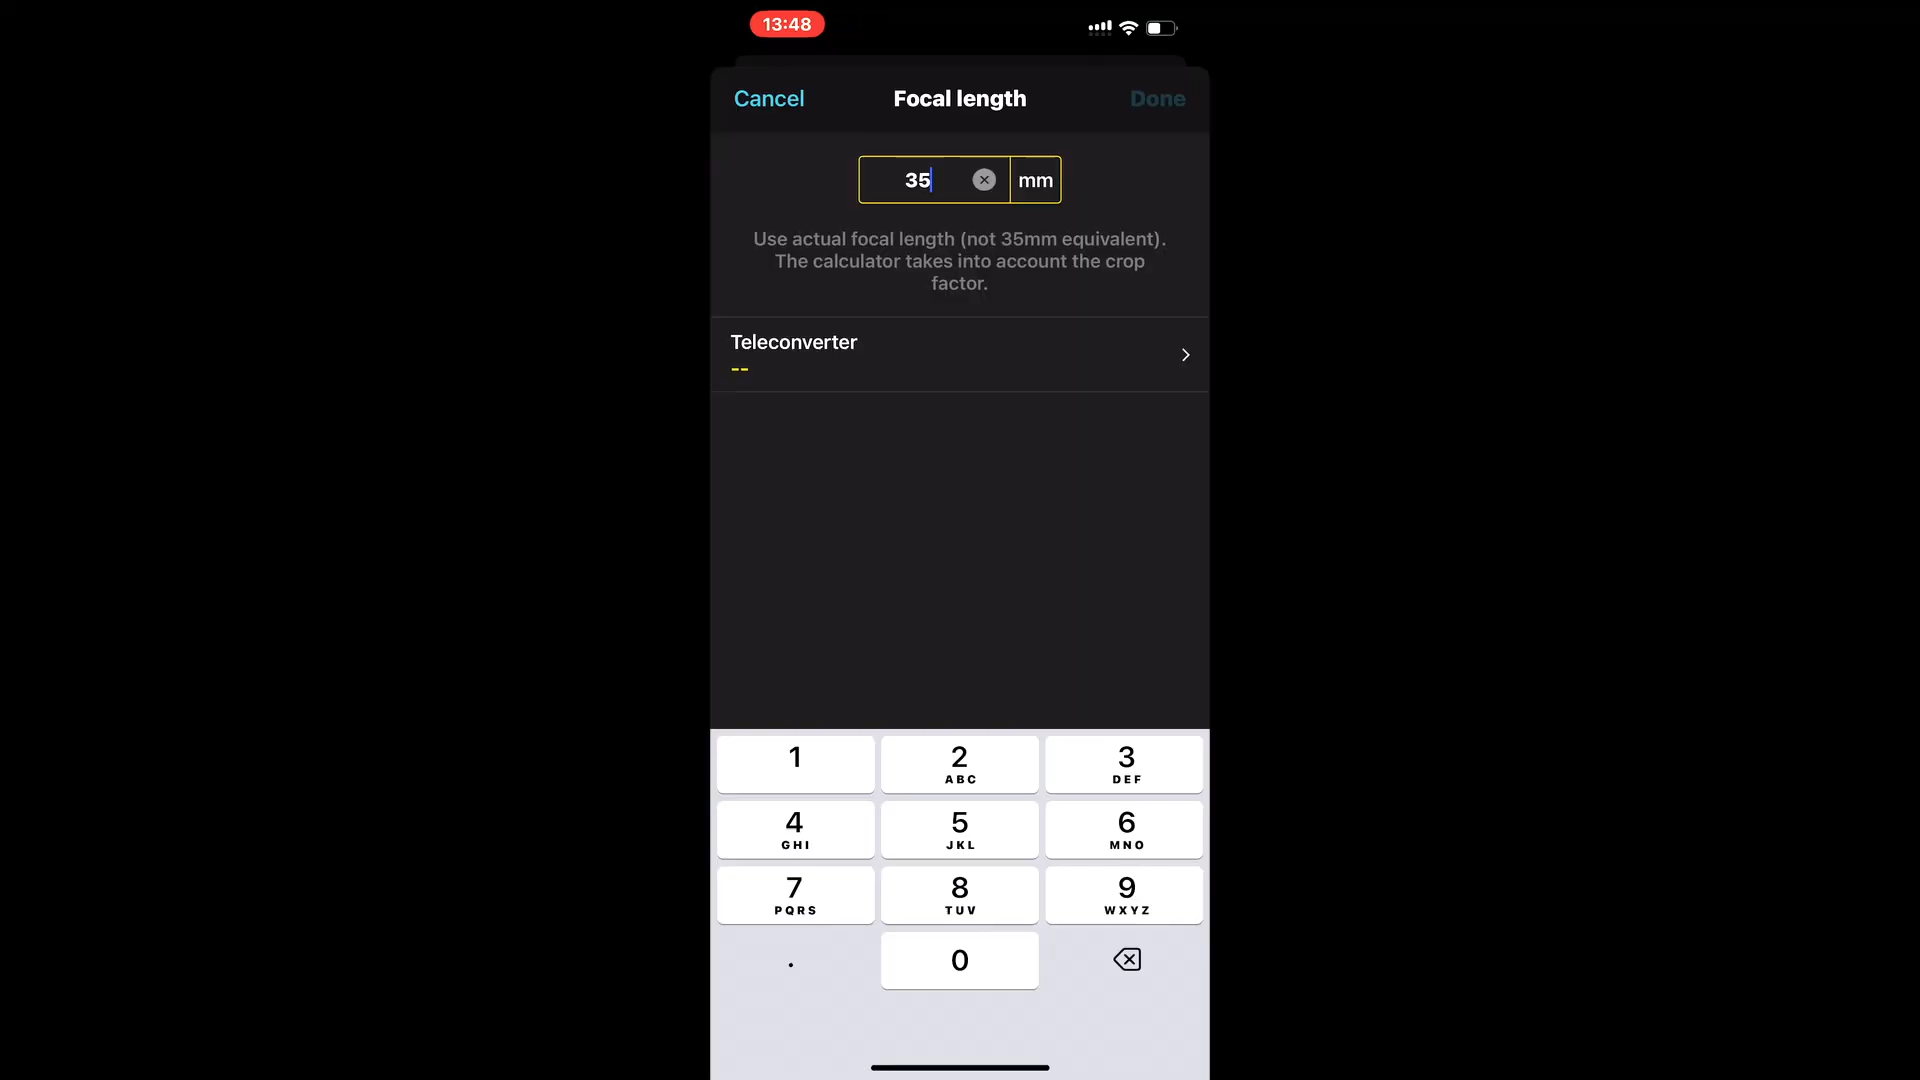 13:48
Cancel Focal length Done
35 mm
Use actual focal length (not 35mm equivalent).
The calculator takes into account the crop
factor.
Teleconverter
--
1 2 3
ABC DEF
4 5 6
GHI JKL MNO
7 8 9
PQRS TUV WXYZ
. 0